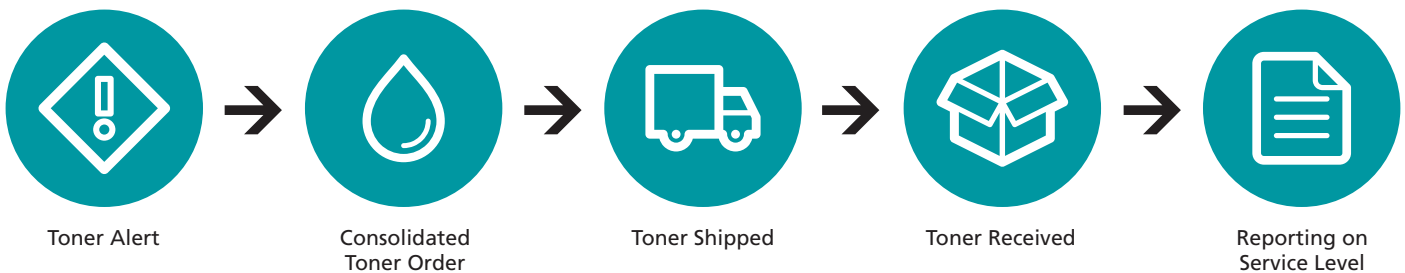 Toner Alert
Consolidated
Toner Order
Toner Shipped
Toner Received
Reporting on
Service Level